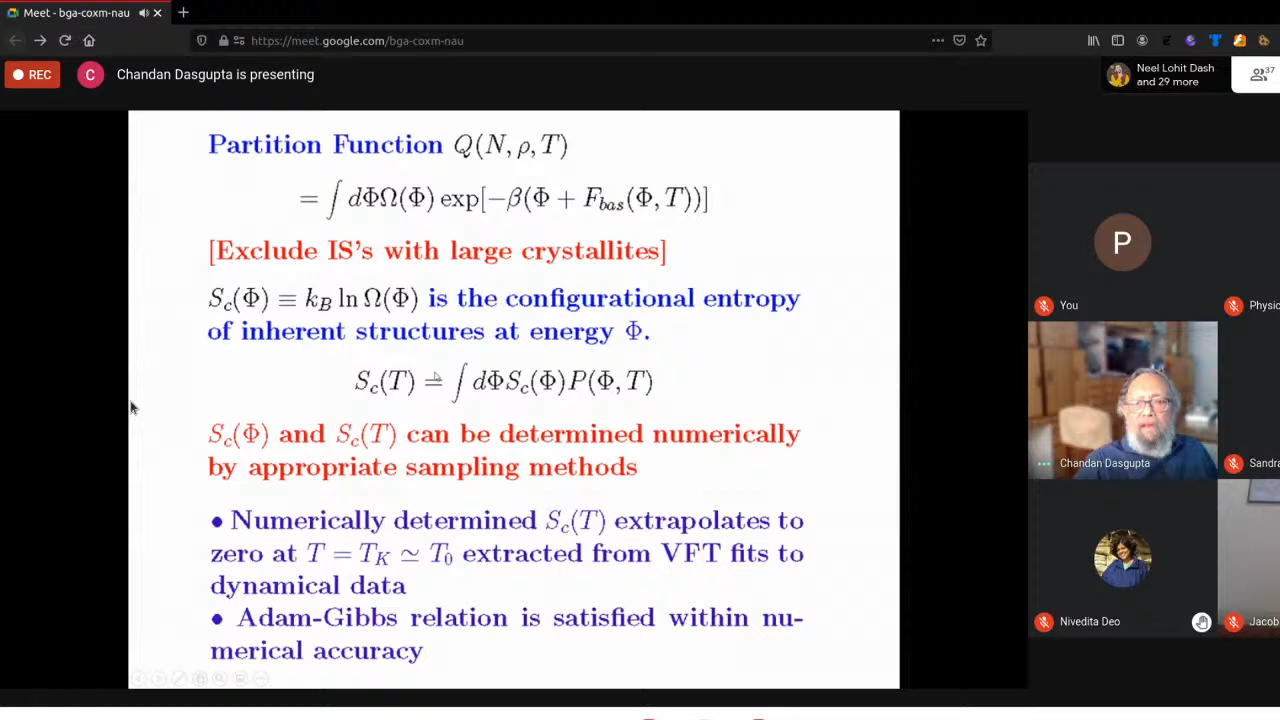 Meet - bga-coxm-nau
https://meet.google.com/bga-coxm-nau
REC
C
Chandan Dasgupta is presenting
Neel Lohit Dash
and 29 more
37
Partition Function Q(N, ρ, T)
= ∫ dΦΩ(Φ) exp[−β(Φ + F_bas(Φ, T))]
[Exclude IS's with large crystallites]
S_c(Φ) ≡ k_B ln Ω(Φ) is the configurational entropy
of inherent structures at energy Φ.
S_c(T) = ∫ dΦS_c(Φ)P(Φ, T)
S_c(Φ) and S_c(T) can be determined numerically
by appropriate sampling methods
• Numerically determined S_c(T) extrapolates to
zero at T = T_K ≃ T_0 extracted from VFT fits to
dynamical data
• Adam-Gibbs relation is satisfied within nu-
merical accuracy
P
You
Physic
Chandan Dasgupta
Sandra
Nivedita Deo
Jacob